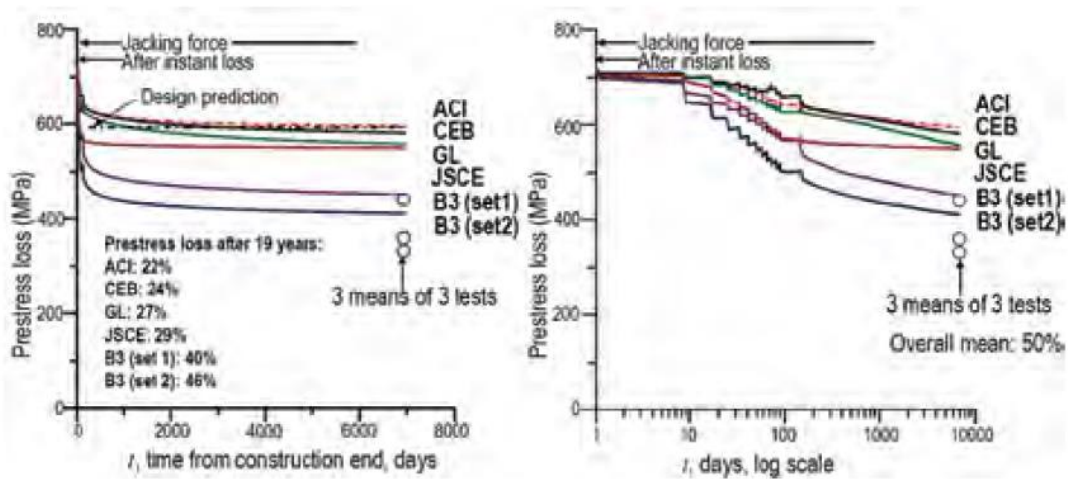 800
Jacking force
After instant loss
Design prediction
600
400
200
0
Prestress loss (MPa)
ACI
CEB
GL
JSCE
B3 (set1)
B3 (set2)
Prestress loss after 19 years:
ACI: 22%
CEB: 24%
GL: 27%
JSCE: 29%
B3 (set 1): 40%
B3 (set 2): 46%
3 means of 3 tests
0 2000 4000 6000 8000
t, time from construction end, days
800
Jacking force
After instant loss
600
400
200
0
Prestress loss (MPa)
ACI
CEB
GL
JSCE
B3 (set1)
B3 (set2)
3 means of 3 tests
Overall mean: 50%
1 10 100 1000 10000
t, days, log scale